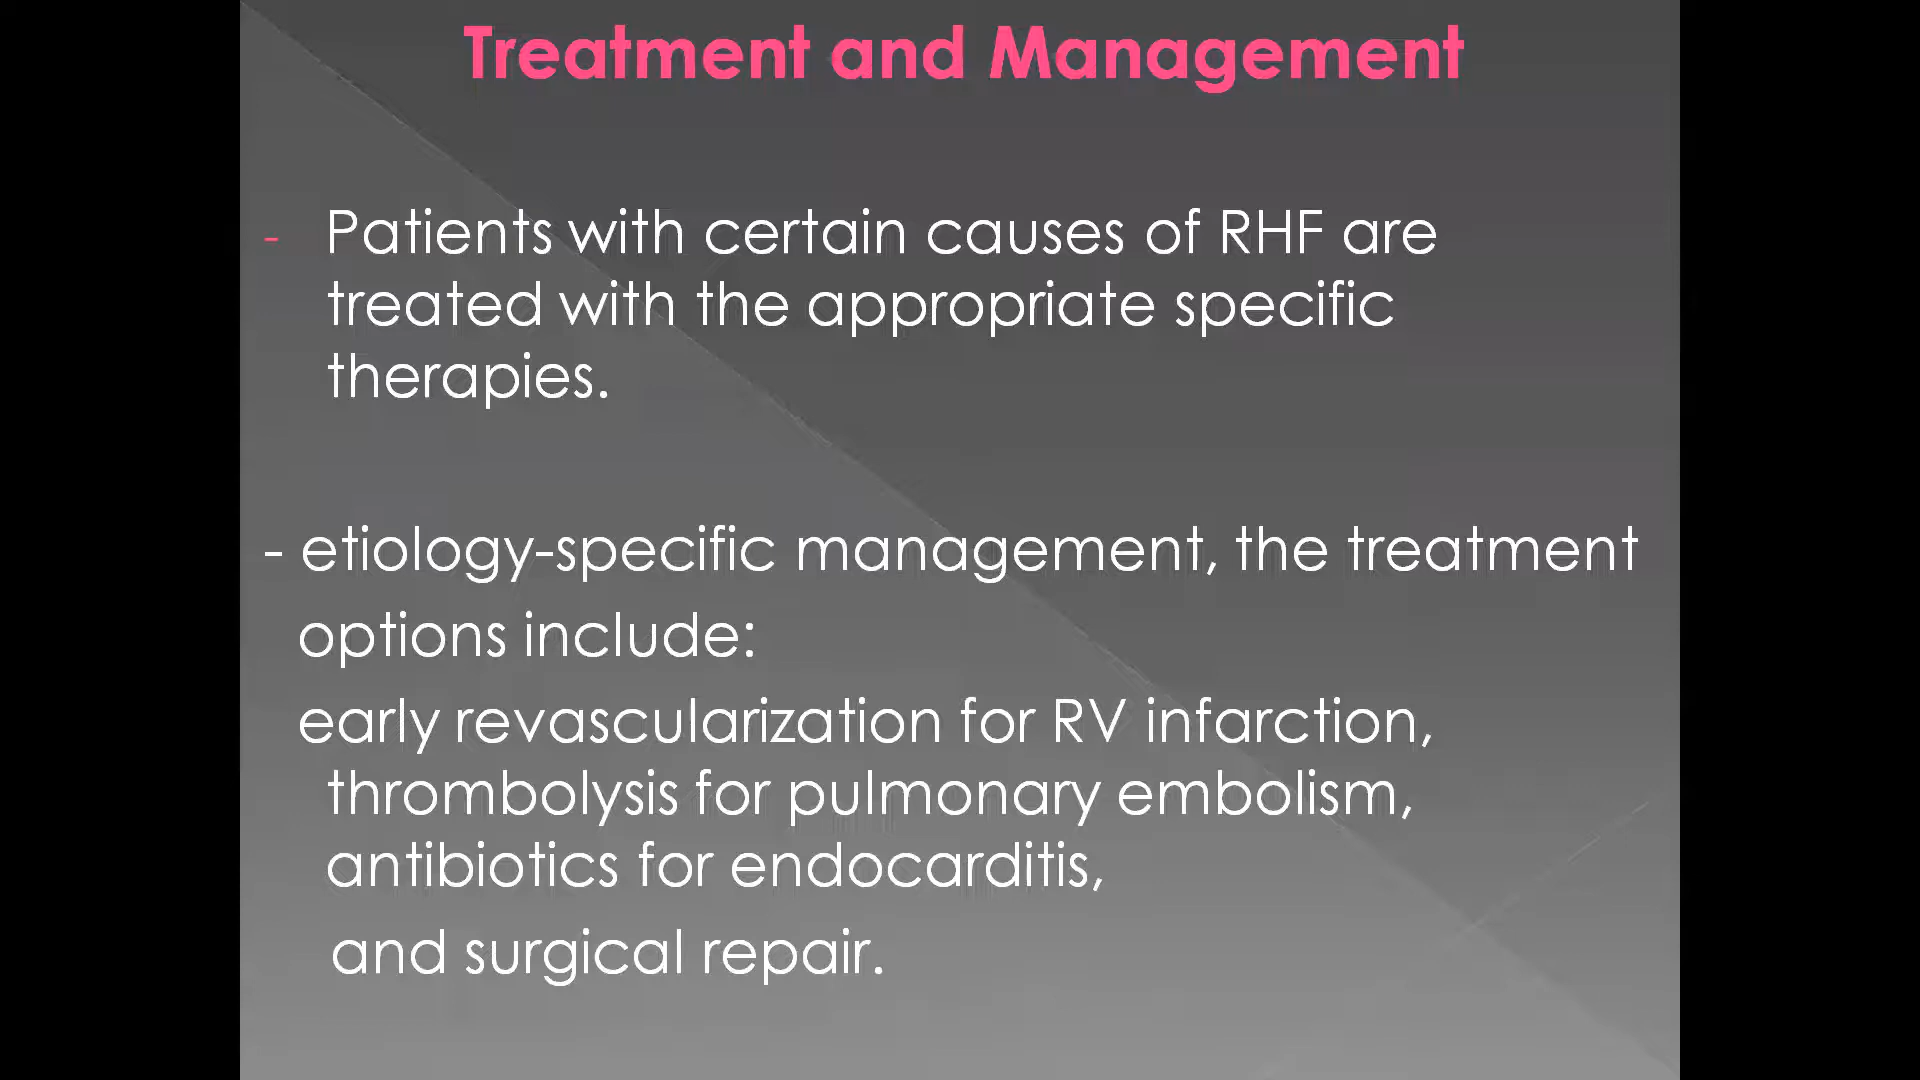 Treatment and Management
- Patients with certain causes of RHF are
treated with the appropriate specific
therapies.
- etiology-specific management, the treatment
options include:
early revascularization for RV infarction,
thrombolysis for pulmonary embolism,
antibiotics for endocarditis,
and surgical repair.